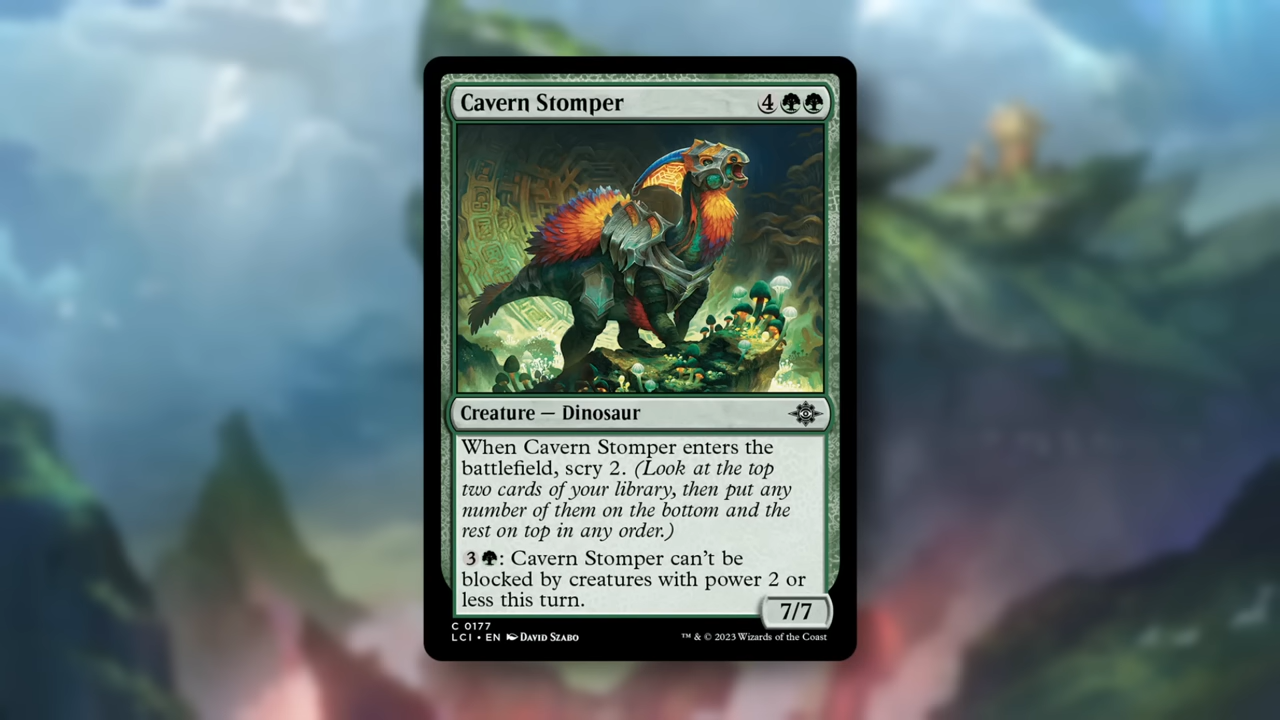 Cavern Stomper 4
Creature — Dinosaur
When Cavern Stomper enters the
battlefield, scry 2. (Look at the top
two cards of your library, then put any
number of them on the bottom and the
rest on top in any order.)
3: Cavern Stomper can't be
blocked by creatures with power 2 or
less this turn.
7/7
C 0177
LCI • EN David Szabo
™ & © 2023 Wizards of the Coast